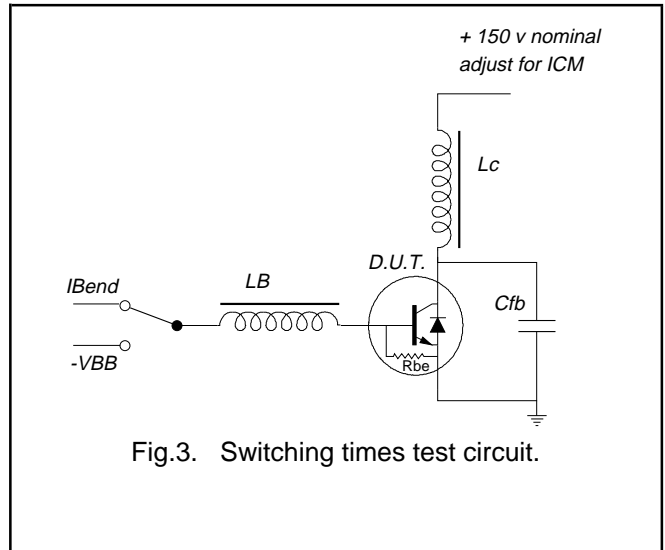 + 150 v nominal
adjust for ICM
Lc
D.U.T.
LB
IBend
Cfb
-VBB
Rbe
Fig.3. Switching times test circuit.